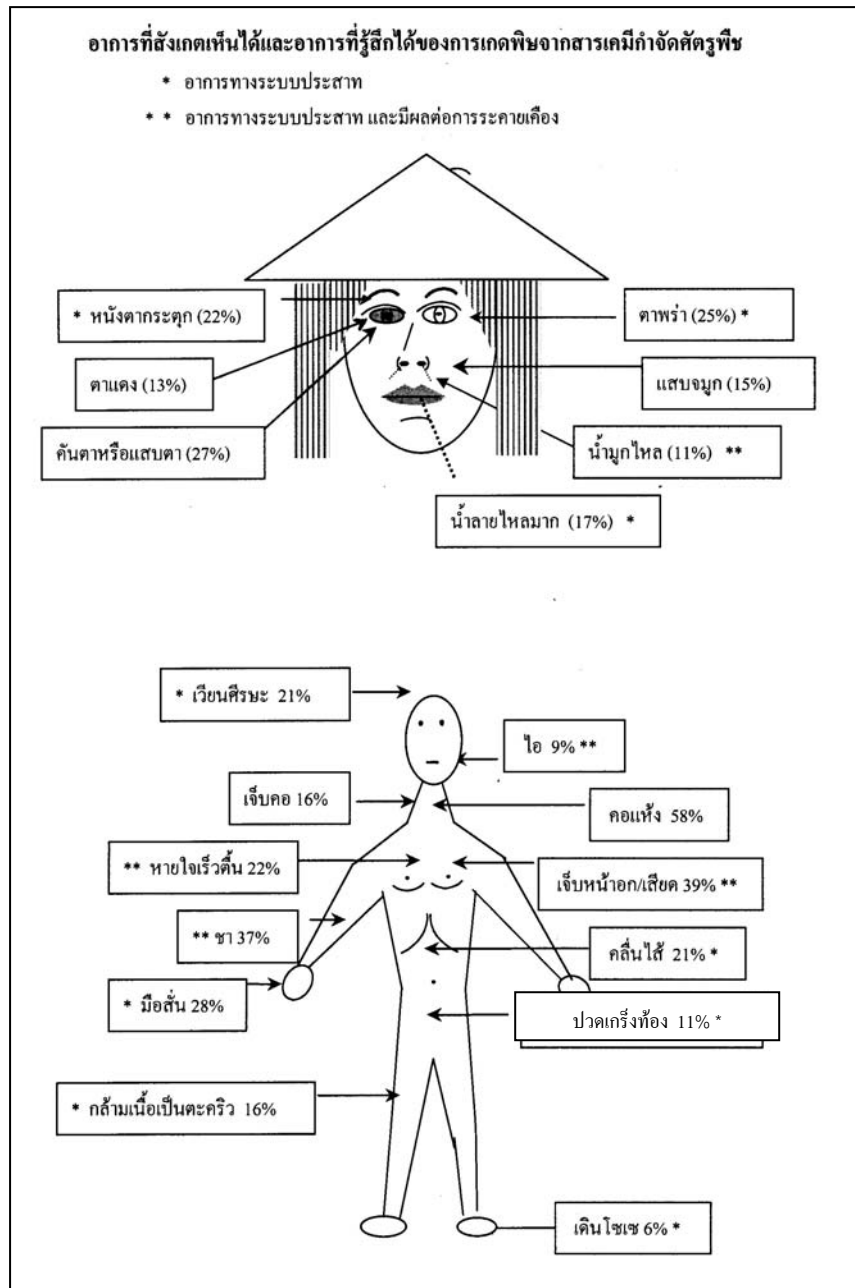 อาการที่สังเกตเห็นได้และอาการที่รู้สึกได้ของการเกดพิษจากสารเคมีกำจัดศัตรูพืช
* อาการทางระบบประสาท
* * อาการทางระบบประสาท และมีผลต่อการระคายเคือง
* หนังตากระตุก (22%)
ตาพร่า (25%) *
ตาแดง (13%)
แสบจมูก (15%)
คันตาหรือแสบตา (27%)
น้ำมูกไหล (11%) **
น้ำลายไหลมาก (17%) *
* เวียนศีรษะ 21%
ไอ 9% **
เจ็บคอ 16%
คอแห้ง 58%
** หายใจเร็วตื้น 22%
เจ็บหน้าอก/เสียด 39% **
** ชา 37%
คลื่นไส้ 21% *
* มือสั่น 28%
ปวดเกร็งท้อง 11% *
* กล้ามเนื้อเป็นตะคริว 16%
เดินโซเซ 6% *